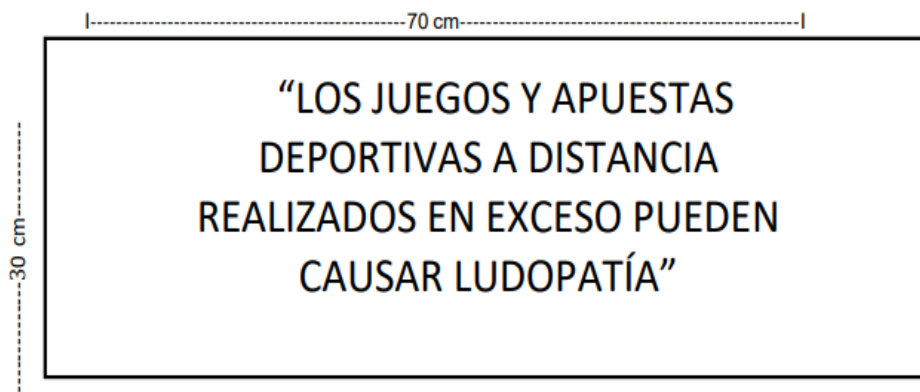 70 cm
30 cm
“LOS JUEGOS Y APUESTAS
DEPORTIVAS A DISTANCIA
REALIZADOS EN EXCESO PUEDEN
CAUSAR LUDOPATÍA”